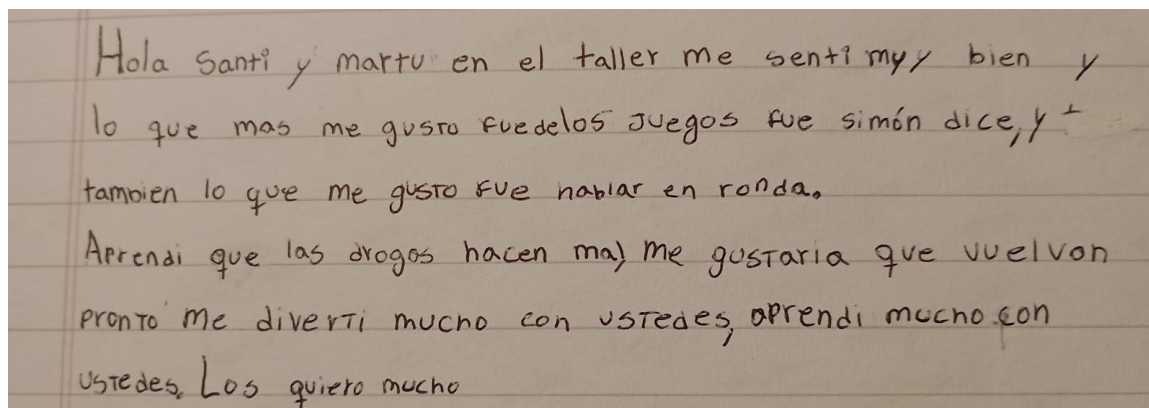 Hola Santi y martu en el taller me senti myy bien y
lo que mas me gusto fuedelos juegos fue simón dice, y
tambien lo que me gusto fue hablar en ronda.
Aprendi que las drogas hacen mal, me gustaria que vuelvan
pronto me diverti mucho con ustedes, aprendi mucho con
ustedes. Los quiero mucho